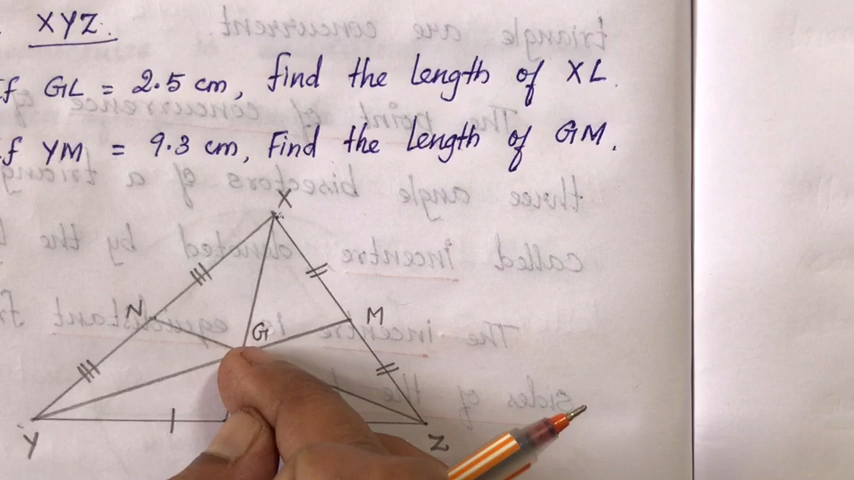 XYZ.
If GL = 2.5 cm, find the length of XL.
If YM = 9.3 cm, Find the length of GM.
X
N
M
G
Y
Z